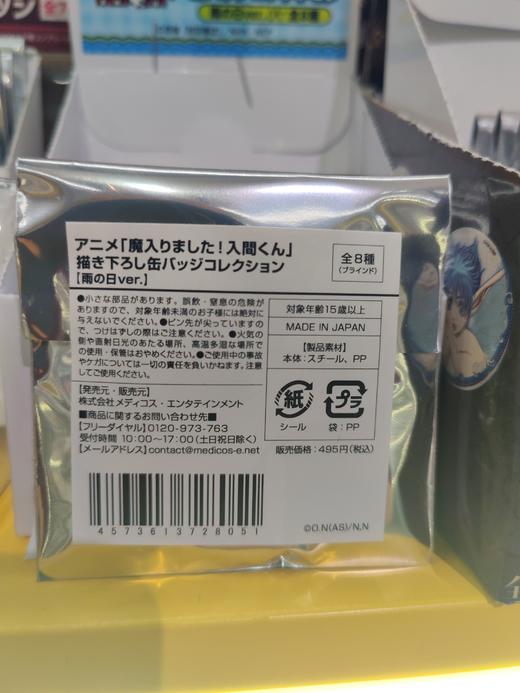 雨の日ver.
アニメ「魔入りました！入間くん」
描き下ろし缶バッジコレクション
【雨の日ver.】
全8種
(ブラインド)
●小さな部品があります。誤飲・窒息の危険が
ありますので、対象年齢未満のお子様には絶対に
与えないでください。●ピン先が尖っていますの
で、つけはずしの際はご注意ください。●火気の
側や直射日光のあたる場所、高温多湿な場所で
の使用・保管はおやめください。●ご使用中の事故
やケガについては一切の責任を負いかねます。注意
してご使用ください。
対象年齢15歳以上
MADE IN JAPAN
【製品素材】
本体：スチール、PP
紙
シール
プラ
袋：PP
販売価格：495円(税込)
【発売元・販売元】
株式会社メディコス・エンタテインメント
■商品に関するお問い合わせ先■
【フリーダイヤル】0120-973-763
受付時間 10:00〜17:00(土日祝日除く)
【メールアドレス】contact@medicos-e.net
4573613728051
©O.N(AS)/N,N